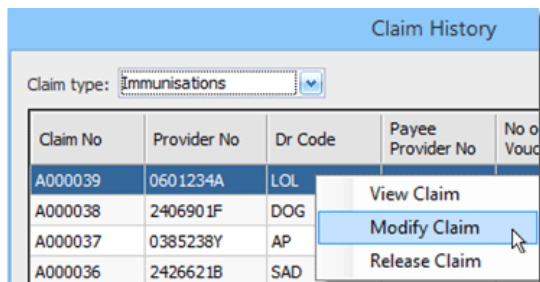 Claim History
Claim type: Immunisations
Claim No Provider No Dr Code Payee Provider No No o Vouc
A000039 0601234A LOL
View Claim
A000038 2406901F DOG
Modify Claim
A000037 0385238Y AP
Release Claim
A000036 2426621B SAD